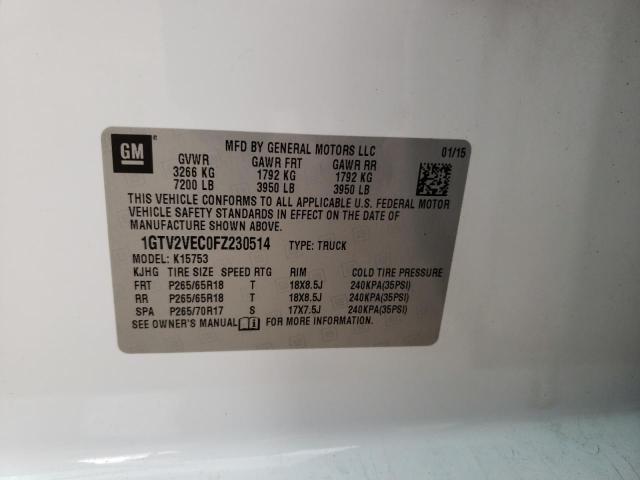 GM
MFD BY GENERAL MOTORS LLC 01/15
GVWR GAWR FRT GAWR RR
3266 KG 1792 KG 1792 KG
7200 LB 3950 LB 3950 LB
THIS VEHICLE CONFORMS TO ALL APPLICABLE U.S. FEDERAL MOTOR
VEHICLE SAFETY STANDARDS IN EFFECT ON THE DATE OF
MANUFACTURE SHOWN ABOVE.
1GTV2VEC0FZ230514 TYPE: TRUCK
MODEL: K15753
KJHG TIRE SIZE SPEED RTG RIM COLD TIRE PRESSURE
FRT P265/65R18 T 18X8.5J 240KPA(35PSI)
RR P265/65R18 T 18X8.5J 240KPA(35PSI)
SPA P265/70R17 S 17X7.5J 240KPA(35PSI)
SEE OWNER'S MANUAL FOR MORE INFORMATION.